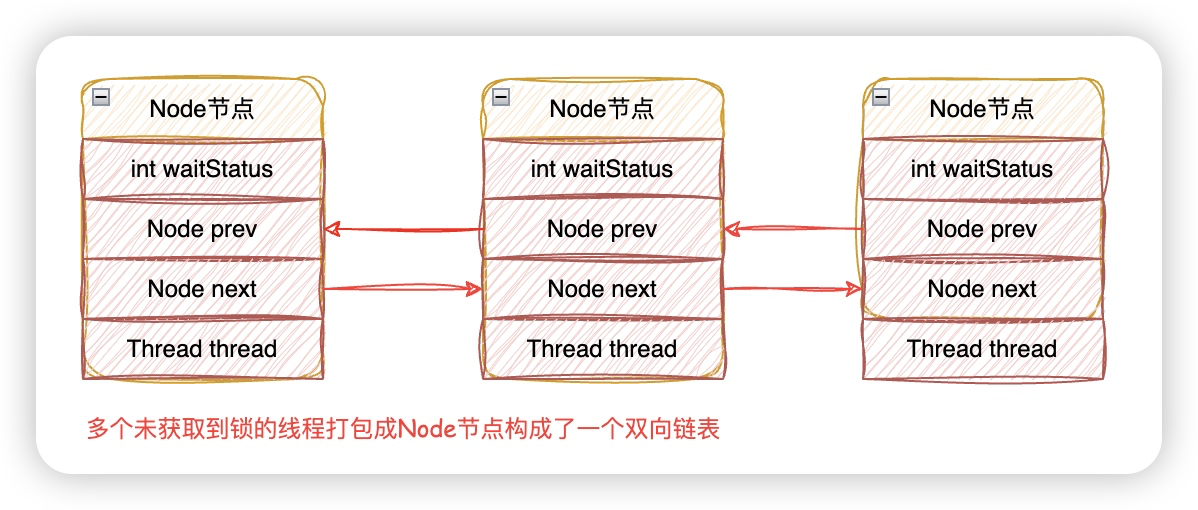 Node节点 Node节点 Node节点
int waitStatus int waitStatus int waitStatus
Node prev Node prev Node prev
Node next Node next Node next
Thread thread Thread thread Thread thread
多个未获取到锁的线程打包成Node节点构成了一个双向链表